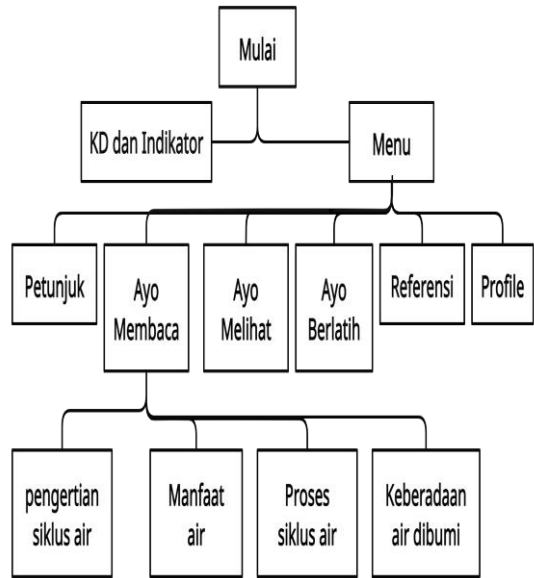 Mulai
KD dan Indikator
Menu
Petunjuk
Ayo
Membaca
Ayo
Melihat
Ayo
Berlatih
Referensi
Profile
pengertian
siklus air
Manfaat
air
Proses
siklus air
Keberadaan
air dibumi